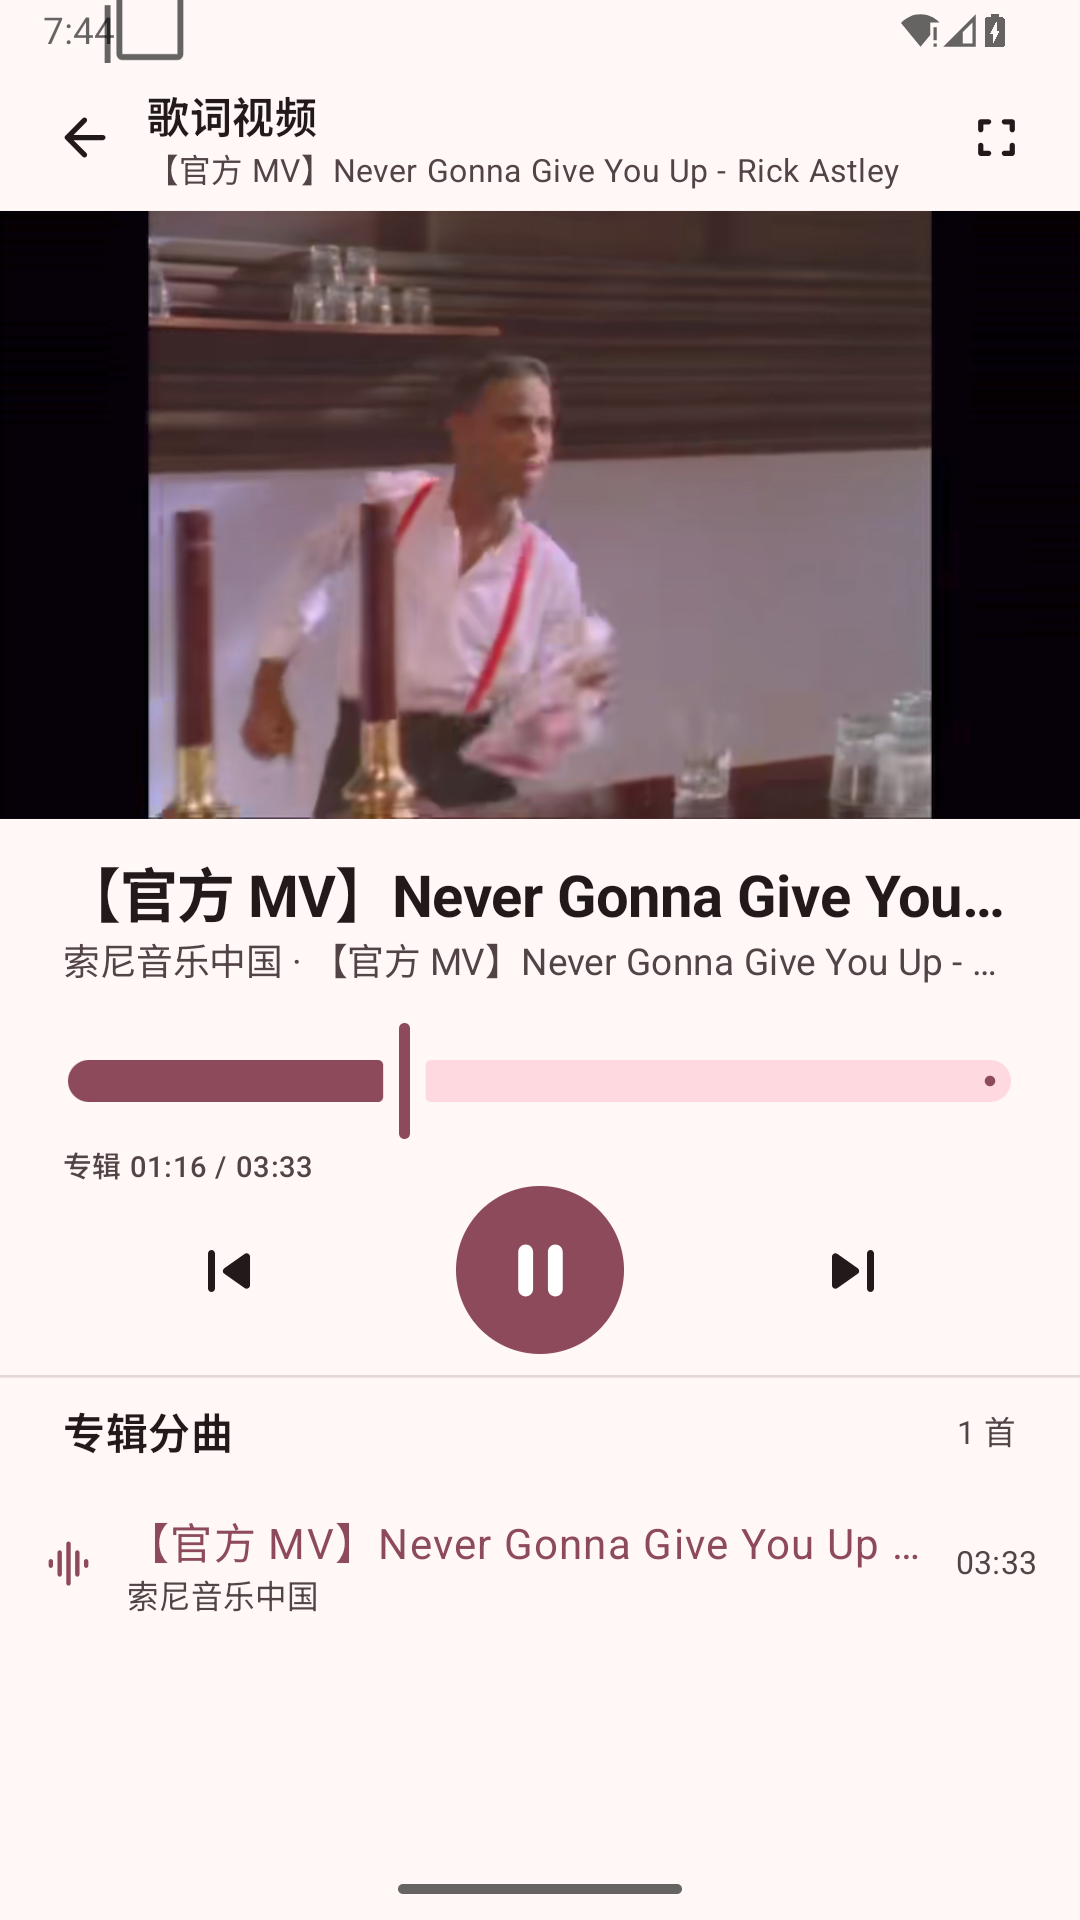 7:44
歌词视频
【官方 MV】Never Gonna Give You Up - Rick Astley
【官方 MV】Never Gonna Give You...
索尼音乐中国 · 【官方 MV】Never Gonna Give You Up - ...
专辑 01:16 / 03:33
专辑分曲
1 首
【官方 MV】Never Gonna Give You Up ...
03:33
索尼音乐中国